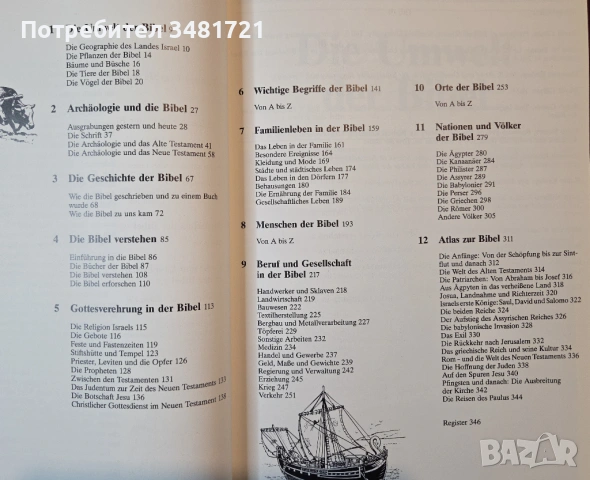 Потребител 3481721
1 Die Umwelt der Bibel
Die Geographie des Landes Israel 10
Die Pflanzen der Bibel 14
Bäume und Büsche 16
Die Tiere der Bibel 18
Die Vögel der Bibel 20
2 Archäologie und die Bibel 27
Ausgrabungen gestern und heute 28
Die Schrift 37
Die Archäologie und das Alte Testament 41
Die Archäologie und das Neue Testament 58
3 Die Geschichte der Bibel 67
Wie die Bibel geschrieben und zu einem Buch
wurde 68
Wie die Bibel zu uns kam 72
4 Die Bibel verstehen 85
Einführung in die Bibel 86
Die Bücher der Bibel 87
Die Bibel verstehen 108
Die Bibel erforschen 110
5 Gottesverehrung in der Bibel 113
Die Religion Israels 115
Die Gebote 117
Feste und Fastenzeiten 119
Stiftshütte und Tempel 123
Priester, Leviten und die Opfer 126
Die Propheten 128
Zwischen den Testamenten 131
Das Judentum zur Zeit des Neuen Testaments 133
Die Botschaft Jesu 136
Christlicher Gottesdienst im Neuen Testament 138
6 Wichtige Begriffe der Bibel 141
Von A bis Z
7 Familienleben in der Bibel 159
Das Leben in der Familie 161
Besondere Ereignisse 164
Kleidung und Mode 169
Städte und städtisches Leben 174
Das Leben in den Dörfern 177
Behausungen 180
Die Ernährung der Familie 184
Gesellschaftliches Leben 189
8 Menschen der Bibel 193
Von A bis Z
9 Beruf und Gesellschaft
in der Bibel 217
Handwerker und Sklaven 218
Landwirtschaft 219
Bauwesen 222
Textilherstellung 225
Bergbau und Metallverarbeitung 227
Töpferei 229
Sonstige Arbeiten 232
Medizin 234
Handel und Gewerbe 237
Geld, Maße und Gewichte 239
Regierung und Verwaltung 242
Erziehung 245
Krieg 247
Verkehr 251
10 Orte der Bibel 253
Von A bis Z
11 Nationen und Völker
der Bibel 279
Die Ägypter 280
Die Kanaaniter 281
Die Philister 287
Die Assyrer 289
Die Babylonier 291
Die Perser 296
Die Griechen 298
Die Römer 300
Andere Völker 305
12 Atlas zur Bibel 311
Die Anfänge: Von der Schöpfung bis zur Sint-
flut und danach 312
Die Welt des Alten Testaments 314
Die Patriarchen: Von Abraham bis Josef 316
Aus Ägypten in das verheißene Land 318
Josua, Landnahme und Richterzeit 320
Israels erste Könige: Saul, David und Salomo 322
Die beiden Reiche 324
Der Aufstieg des Assyrischen Reiches 326
Die babylonische Invasion 328
Das Exil 330
Die Rückkehr nach Jerusalem 332
Das griechische Reich und seine Kultur 334
Rom - und die Welt des Neuen Testaments 336
Die Hoffnung der Juden 338
Auf den Spuren Jesu 340
Pfingsten und danach: Die Ausbreitung
der Kirche 342
Die Reisen des Paulus 344
Register 346
BAZAR